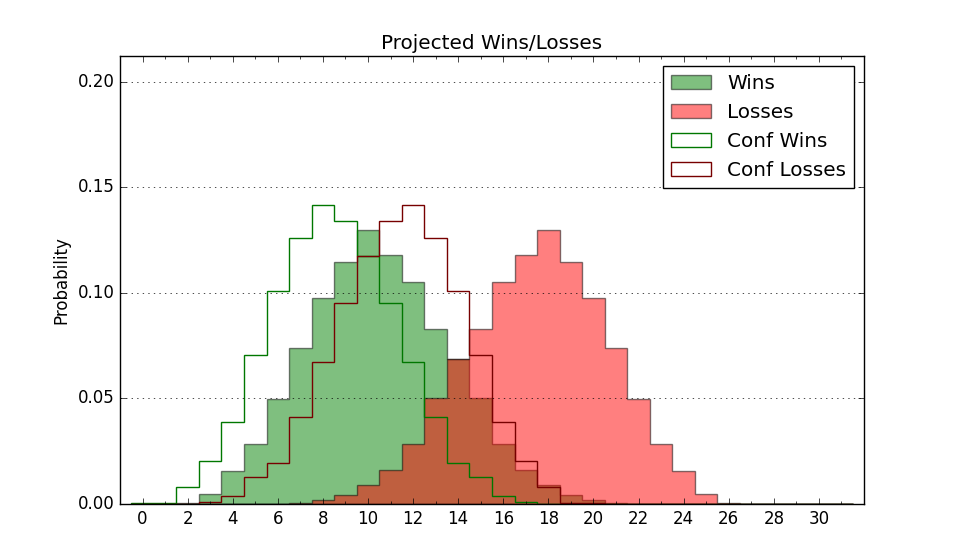 Projected Wins/Losses
0.20
0.15
0.10
0.05
0.00
Probability
Wins
Losses
Conf Wins
Conf Losses
0 2 4 6 8 10 12 14 16 18 20 22 24 26 28 30